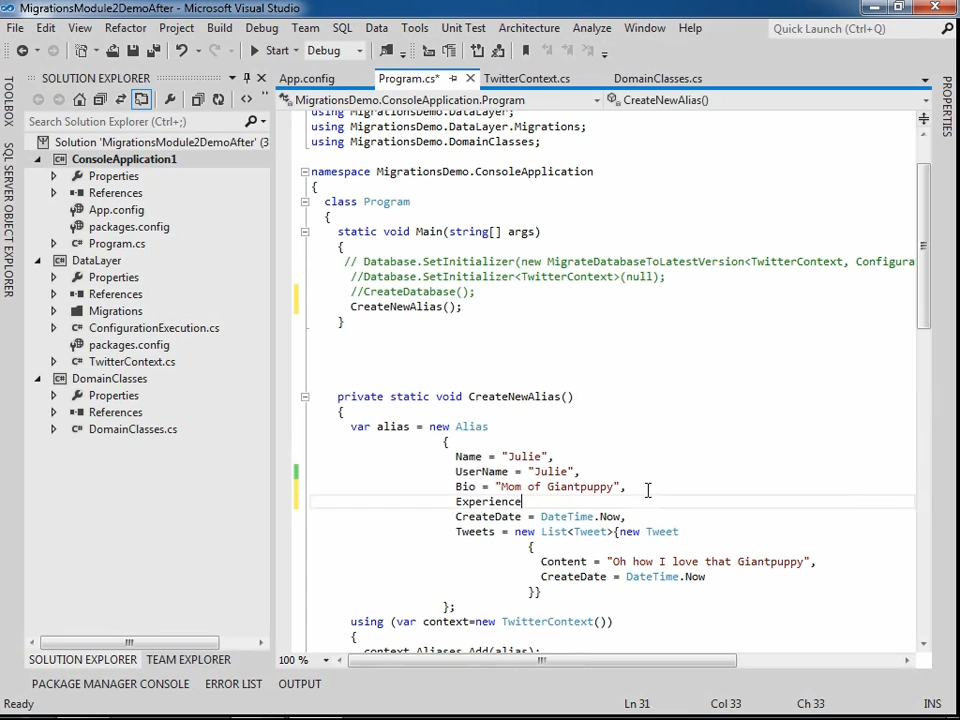 MigrationsModule2DemoAfter - Microsoft Visual Studio
File Edit View Refactor Project Build Debug Team SQL Data Tools Unit Test Architecture Analyze Window Help Quick Launch (Ctrl+Q)
Start Debug
TOOLBOX
SQL SERVER OBJECT EXPLORER
SOLUTION EXPLORER
Search Solution Explorer (Ctrl+;)
Solution 'MigrationsModule2DemoAfter' (3
ConsoleApplication1
Properties
References
App.config
packages.config
Program.cs
DataLayer
Properties
References
Migrations
ConfigurationExecution.cs
packages.config
TwitterContext.cs
DomainClasses
Properties
References
DomainClasses.cs
SOLUTION EXPLORER TEAM EXPLORER
App.config Program.cs* TwitterContext.cs DomainClasses.cs
MigrationsDemo.ConsoleApplication.Program CreateNewAlias()
using MigrationsDemo.DataLayer;
using MigrationsDemo.DataLayer.Migrations;
using MigrationsDemo.DomainClasses;
namespace MigrationsDemo.ConsoleApplication
{
class Program
{
static void Main(string[] args)
{
// Database.SetInitializer(new MigrateDatabaseToLatestVersion<TwitterContext, Configura
//Database.SetInitializer<TwitterContext>(null);
//CreateDatabase();
CreateNewAlias();
}
private static void CreateNewAlias()
{
var alias = new Alias
{
Name = "Julie",
UserName = "Julie",
Bio = "Mom of Giantpuppy",
Experience
CreateDate = DateTime.Now,
Tweets = new List<Tweet>{new Tweet
{
Content = "Oh how I love that Giantpuppy",
CreateDate = DateTime.Now
}}
};
using (var context=new TwitterContext())
{
context.Aliases.Add(alias);
100 %
PROPERTIES
PACKAGE MANAGER CONSOLE ERROR LIST OUTPUT
Ready Ln 31 Col 33 Ch 33 INS